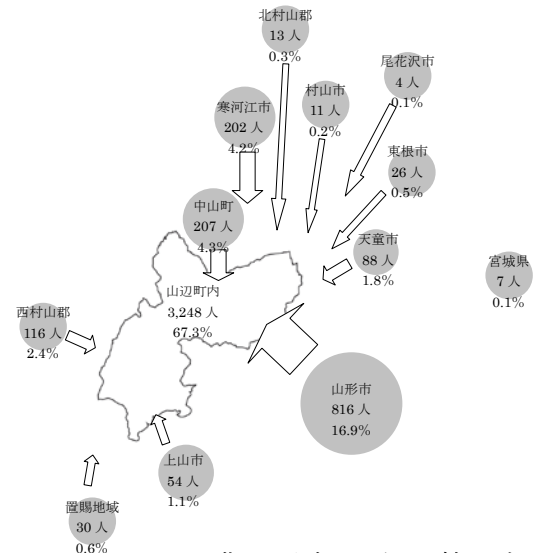 北村山郡
13 人
0.3%
尾花沢市
4 人
0.1%
村山市
11 人
0.2%
寒河江市
202 人
4.2%
東根市
26 人
0.5%
中山町
207 人
4.3%
天童市
88 人
1.8%
宮城県
7 人
0.1%
山辺町内
3,248 人
67.3%
西村山郡
116 人
2.4%
山形市
816 人
16.9%
上山市
54 人
1.1%
置賜地域
30 人
0.6%